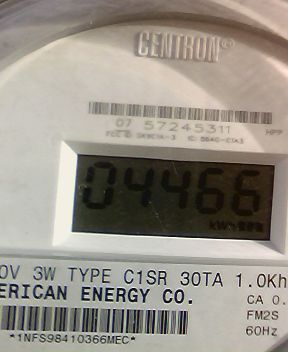 CENTRON®
07 57245311 HPP
04466
kWh
0V 3W TYPE C1SR 30TA 1.0Kh
ERICAN ENERGY CO. CA 0.
FM2S
60Hz
*1NFS98410366MEC*